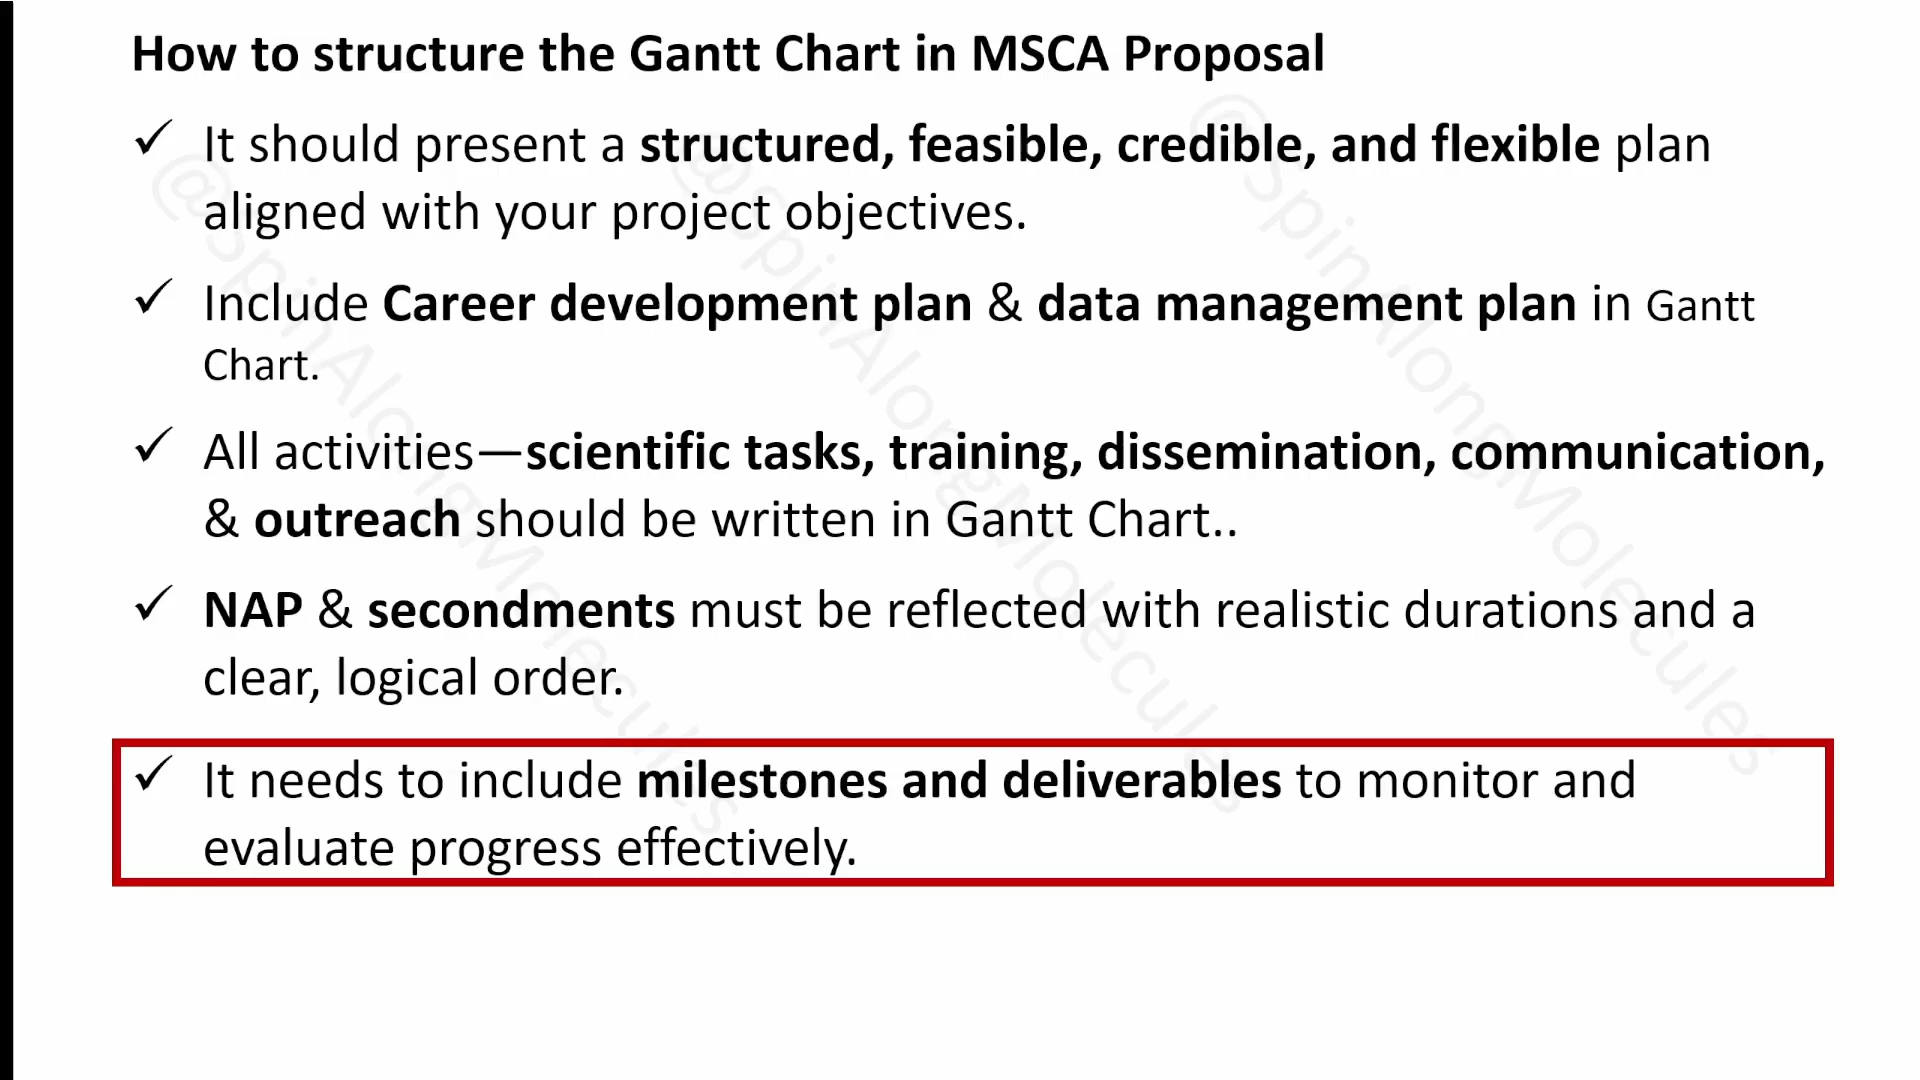 How to structure the Gantt Chart in MSCA Proposal
✓ It should present a structured, feasible, credible, and flexible plan
aligned with your project objectives.
✓ Include Career development plan & data management plan in Gantt
Chart.
✓ All activities—scientific tasks, training, dissemination, communication,
& outreach should be written in Gantt Chart..
✓ NAP & secondments must be reflected with realistic durations and a
clear, logical order.
✓ It needs to include milestones and deliverables to monitor and
evaluate progress effectively.
@SpinAlongMolecules
@SpinAlongMolecules
@SpinAlongMolecules